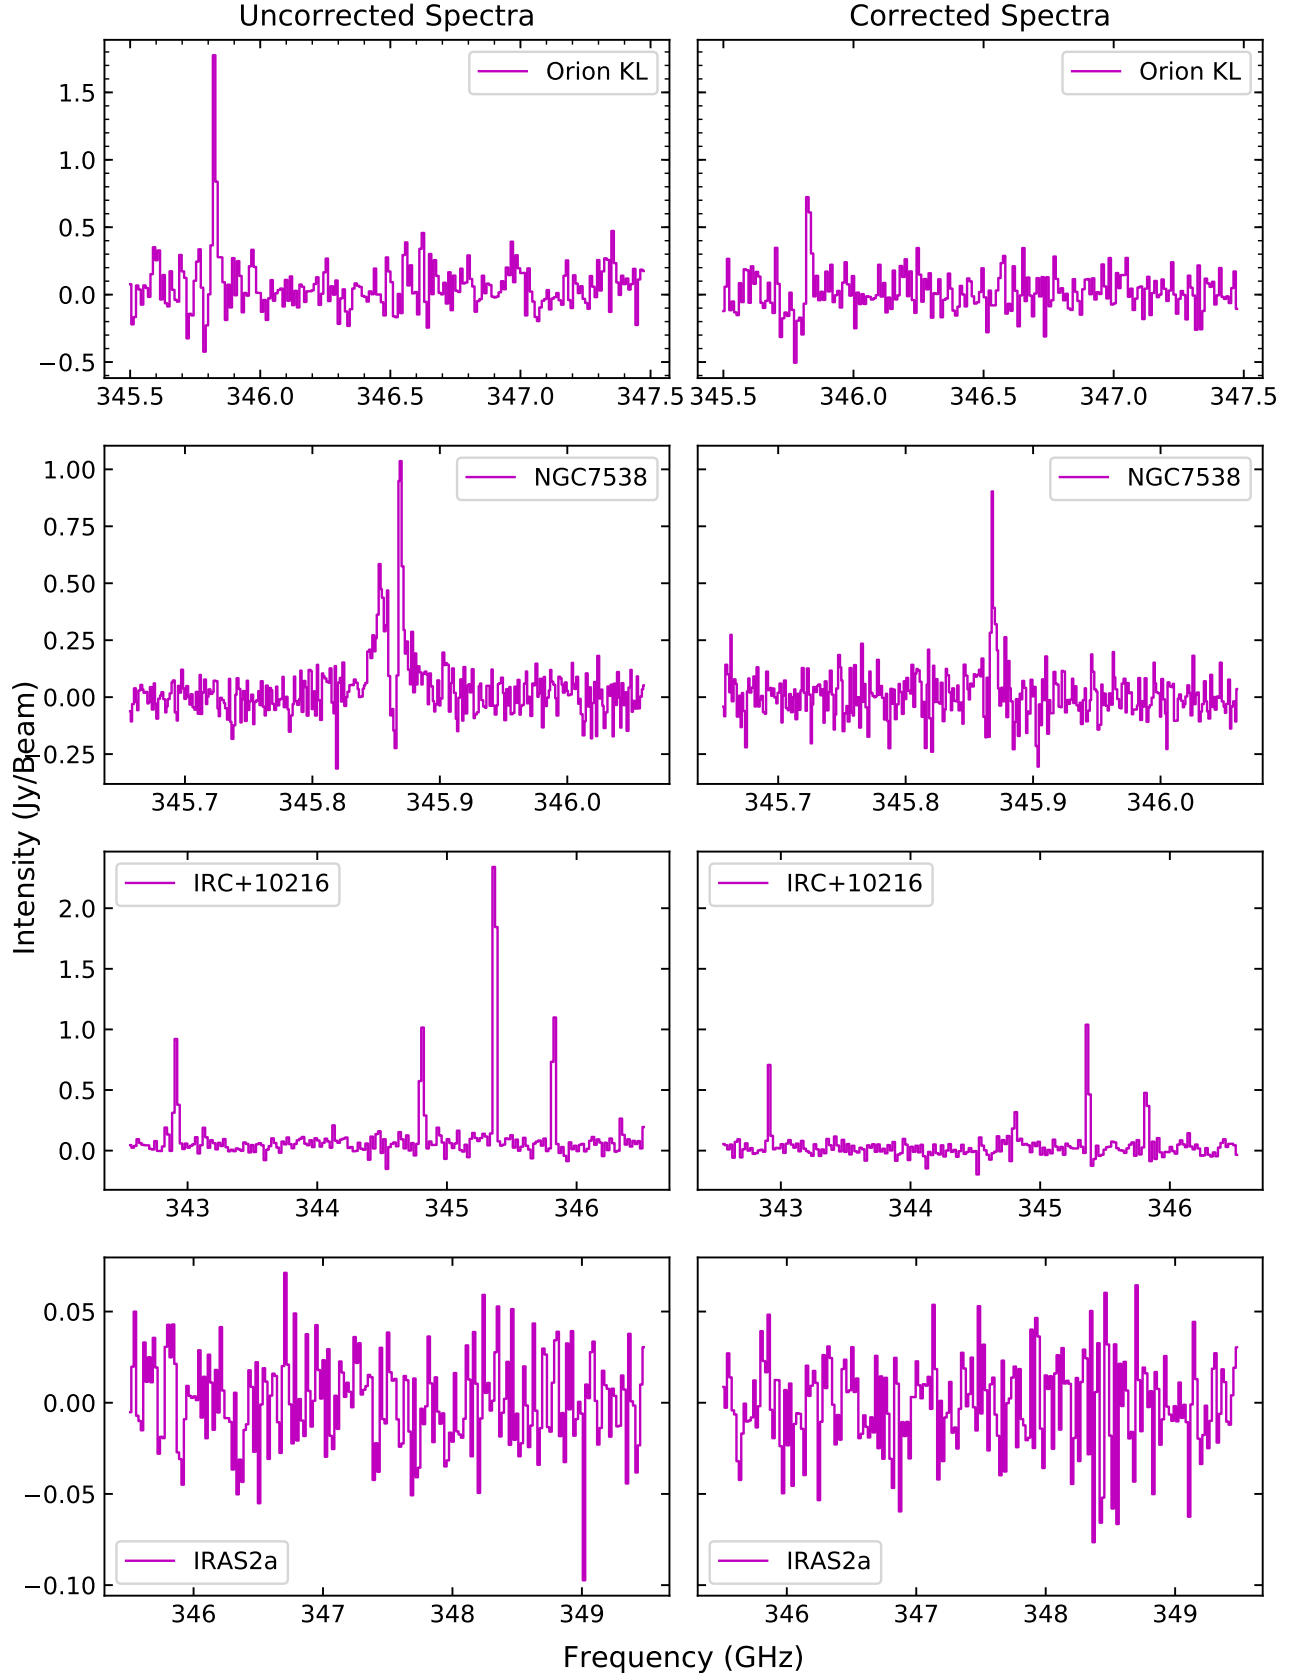 Uncorrected Spectra Corrected Spectra
Orion KL Orion KL
1.5
1.0
0.5
0.0
−0.5
345.5 346.0 346.5 347.0 347.5 345.5 346.0 346.5 347.0 347.5
NGC7538 NGC7538
1.00
0.75
0.50
0.25
0.00
−0.25
345.7 345.8 345.9 346.0 345.7 345.8 345.9 346.0
Intensity (Jy/Beam)
IRC+10216 IRC+10216
2.0
1.5
1.0
0.5
0.0
343 344 345 346 343 344 345 346
0.05
0.00
−0.05
−0.10
IRAS2a IRAS2a
346 347 348 349 346 347 348 349
Frequency (GHz)